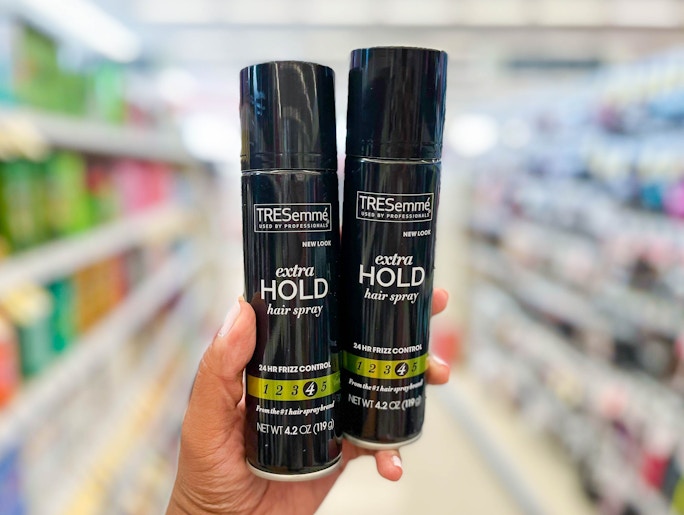 TRESemmé
USED BY PROFESSIONALS
NEW LOOK
extra
HOLD
hair spray
24 HR FRIZZ CONTROL
1 2 3 4 5
From the #1 hair spray brand
NET WT 4.2 OZ (119 g)
TRESemmé
USED BY PROFESSIONALS
NEW LOOK
extra
HOLD
hair spray
24 HR FRIZZ CONTROL
1 2 3 4 5
From the #1 hair spray brand
NET WT 4.2 OZ (119 g)